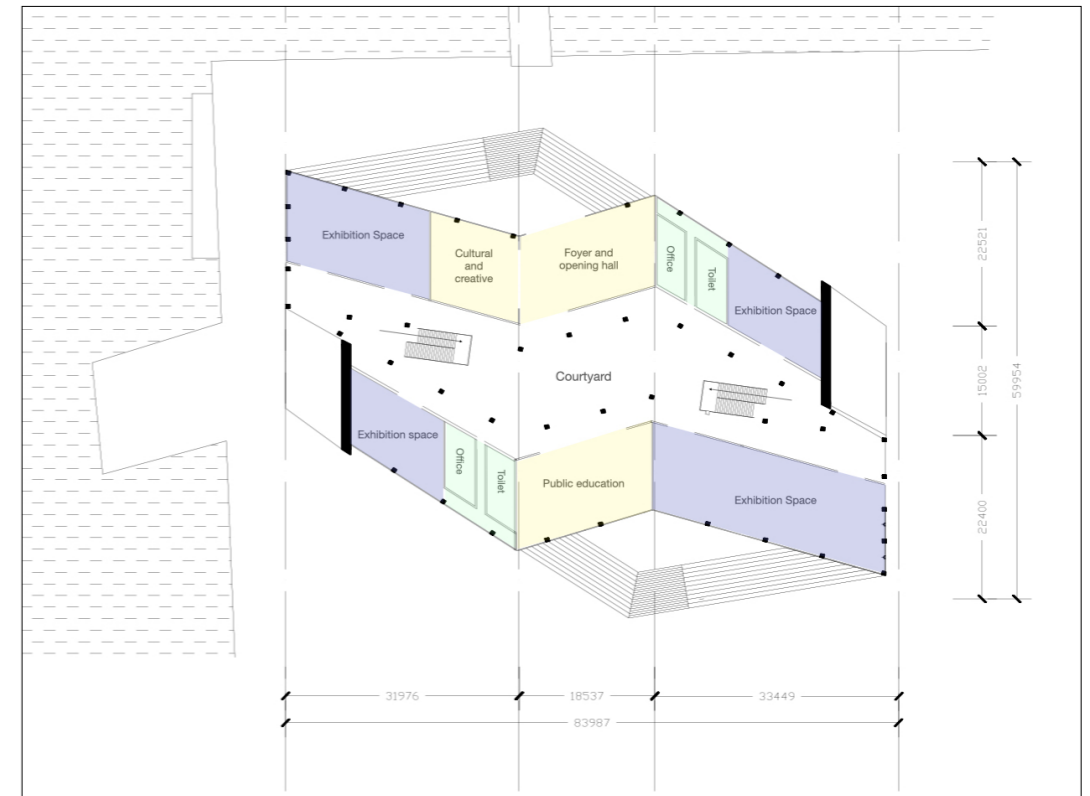 Exhibition Space
Cultural
and
creative
Foyer and
opening hall
Office
Toilet
Exhibition Space
Courtyard
Exhibition space
Office
Toilet
Public education
Exhibition Space
22521
15002
22400
59954
31976
18537
33449
83987